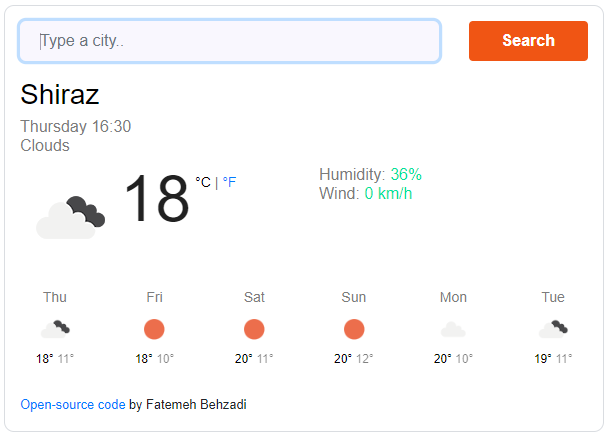 Type a city..
Search
Shiraz
Thursday 16:30
Clouds
18 °C | °F
Humidity: 36%
Wind: 0 km/h
Thu Fri Sat Sun Mon Tue
18° 11° 18° 10° 20° 11° 20° 12° 20° 10° 19° 11°
Open-source code by Fatemeh Behzadi